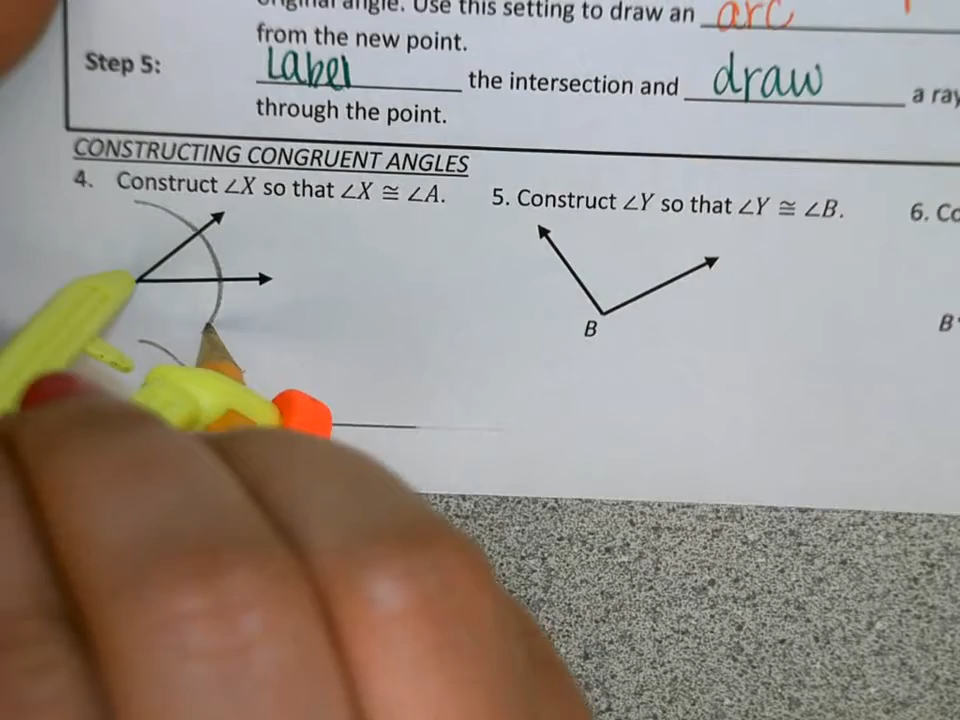 original angle. Use this setting to draw an arc
from the new point.
Step 5: Label the intersection and draw a ray
through the point.
CONSTRUCTING CONGRUENT ANGLES
4. Construct ∠X so that ∠X ≅ ∠A.
5. Construct ∠Y so that ∠Y ≅ ∠B.
6. Co
B
B